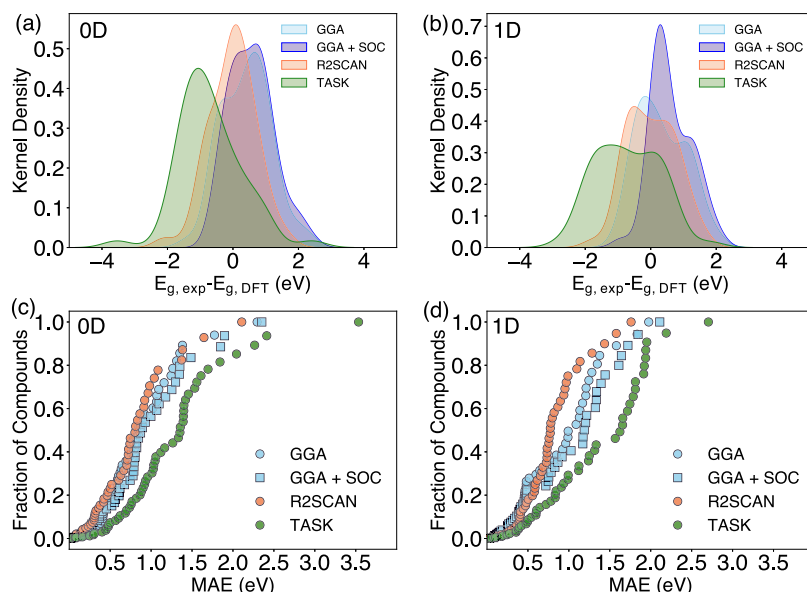 (a)
0D
GGA
GGA + SOC
R2SCAN
TASK
0.5
0.4
0.3
0.2
0.1
0.0
Kernel Density
−4 −2 0 2 4
E_g, exp-E_g, DFT (eV)
(b)
1D
GGA
GGA + SOC
R2SCAN
TASK
0.7
0.6
0.5
0.4
0.3
0.2
0.1
0.0
Kernel Density
−4 −2 0 2 4
E_g, exp-E_g, DFT (eV)
(c)
0D
1.0
0.8
0.6
0.4
0.2
0.0
Fraction of Compounds
GGA
GGA + SOC
R2SCAN
TASK
0.5 1.0 1.5 2.0 2.5 3.0 3.5
MAE (eV)
(d)
1D
1.0
0.8
0.6
0.4
0.2
0.0
Fraction of Compounds
GGA
GGA + SOC
R2SCAN
TASK
0.5 1.0 1.5 2.0 2.5 3.0 3.5
MAE (eV)